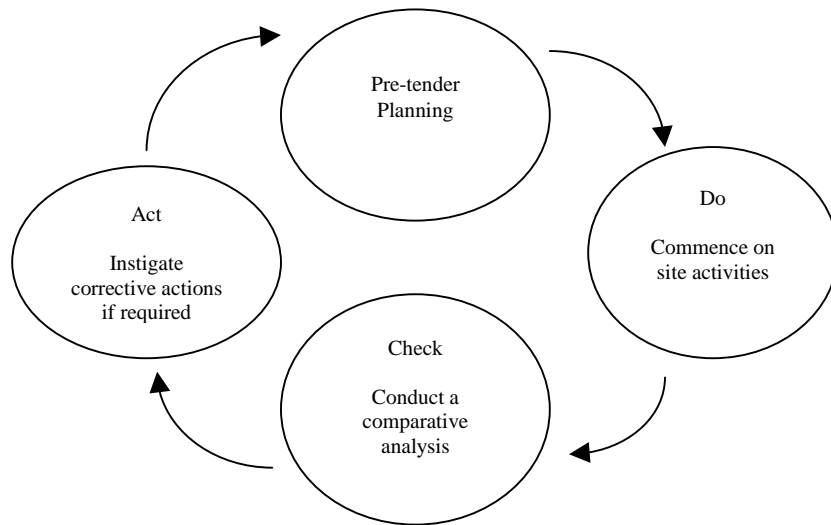 Pre-tender
Planning
Do
Commence on
site activities
Check
Conduct a
comparative
analysis
Act
Instigate
corrective actions
if required